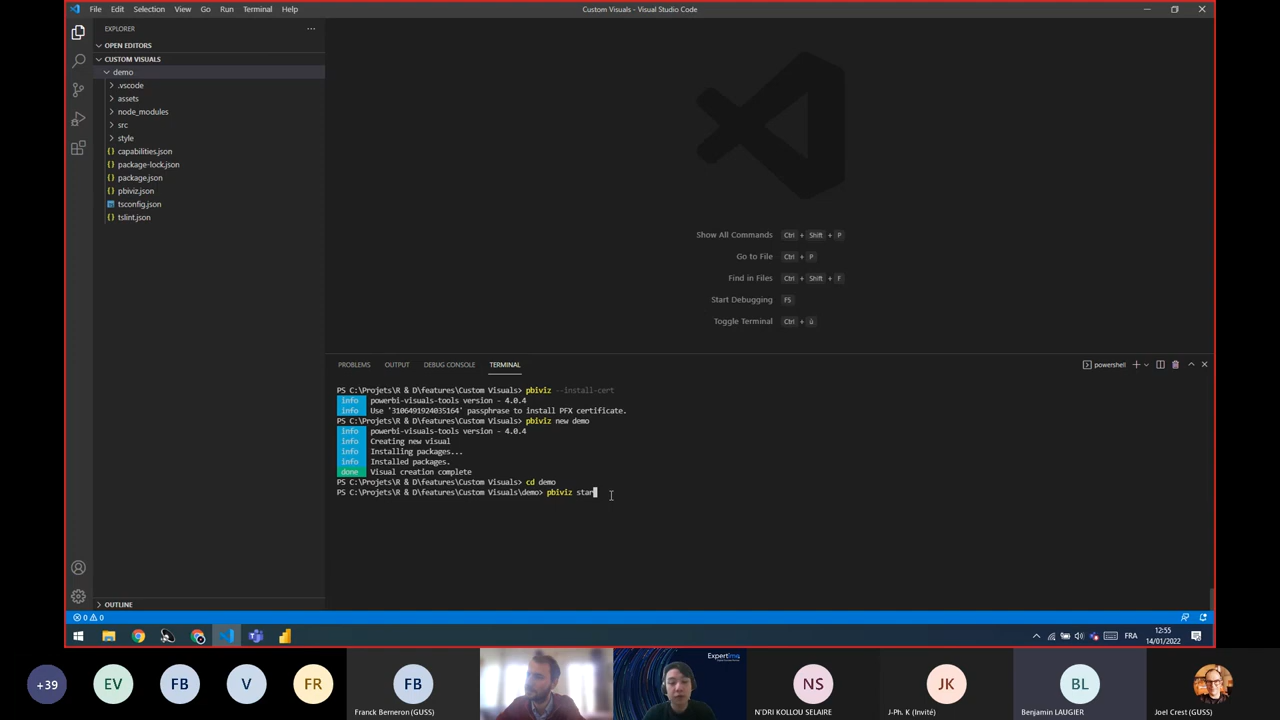 File Edit Selection View Go Run Terminal Help
Custom Visuals - Visual Studio Code
EXPLORER
OPEN EDITORS
CUSTOM VISUALS
demo
.vscode
assets
node_modules
src
style
capabilities.json
package-lock.json
package.json
pbiviz.json
tsconfig.json
tslint.json
OUTLINE
Show All Commands Ctrl + Shift + P
Go to File Ctrl + P
Find in Files Ctrl + Shift + F
Start Debugging F5
Toggle Terminal Ctrl + ù
PROBLEMS OUTPUT DEBUG CONSOLE TERMINAL
powershell
PS C:\Projets\R & D\features\Custom Visuals> pbiviz --install-cert
info powerbi-visuals-tools version - 4.0.4
info Use '3106491924035164' passphrase to install PFX certificate.
PS C:\Projets\R & D\features\Custom Visuals> pbiviz new demo
info powerbi-visuals-tools version - 4.0.4
info Creating new visual
info Installing packages...
info Installed packages.
done Visual creation complete
PS C:\Projets\R & D\features\Custom Visuals> cd demo
PS C:\Projets\R & D\features\Custom Visuals\demo> pbiviz star
0 0
FRA
12:55
14/01/2022
+39
EV
FB
V
FR
FB
Franck Berneron (GUSS)
Expertime
NS
N'DRI KOLLOU SELAIRE
JK
J-Ph. K (Invité)
BL
Benjamin LAUGIER
Joel Crest (GUSS)